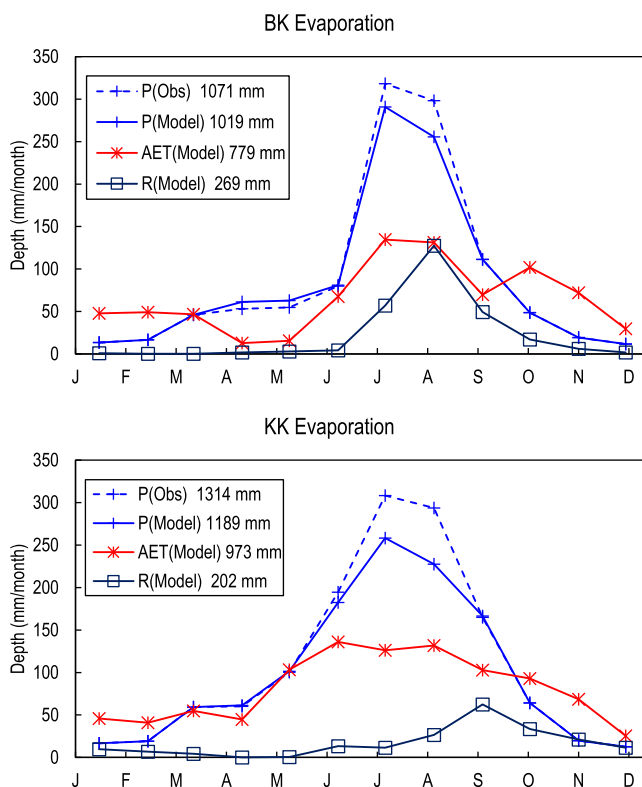 BK Evaporation
350
300
250
200
150
100
50
0
Depth (mm/month)
P(Obs) 1071 mm
P(Model) 1019 mm
AET(Model) 779 mm
R(Model) 269 mm
J F M A M J J A S O N D
KK Evaporation
350
300
250
200
150
100
50
0
Depth (mm/month)
P(Obs) 1314 mm
P(Model) 1189 mm
AET(Model) 973 mm
R(Model) 202 mm
J F M A M J J A S O N D